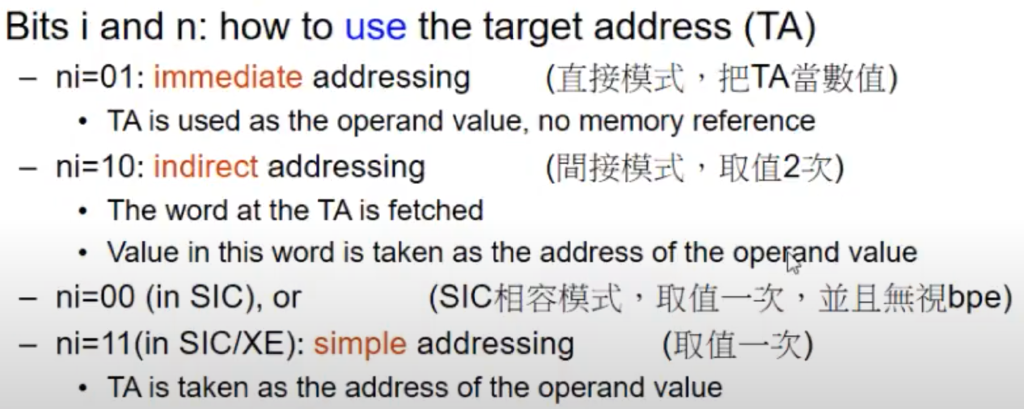 Bits i and n: how to use the target address (TA)
– ni=01: immediate addressing (直接模式，把TA當數值)
• TA is used as the operand value, no memory reference
– ni=10: indirect addressing (間接模式，取值2次)
• The word at the TA is fetched
• Value in this word is taken as the address of the operand value
– ni=00 (in SIC), or (SIC相容模式，取值一次，並且無視bpe)
– ni=11(in SIC/XE): simple addressing (取值一次)
• TA is taken as the address of the operand value